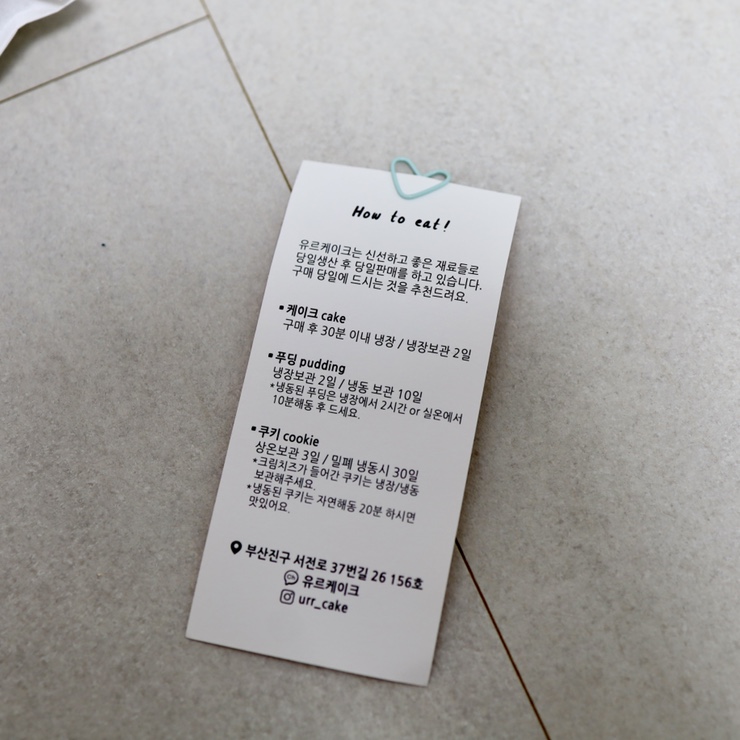 How to eat!
유르케이크는 신선하고 좋은 재료들로
당일생산 후 당일판매를 하고 있습니다.
구매 당일에 드시는 것을 추천드려요.
▪케이크 cake
구매 후 30분 이내 냉장 / 냉장보관 2일
▪푸딩 pudding
냉장보관 2일 / 냉동 보관 10일
*냉동된 푸딩은 냉장에서 2시간 or 실온에서
10분해동 후 드세요.
▪쿠키 cookie
상온보관 3일 / 밀폐 냉동시 30일
*크림치즈가 들어간 쿠키는 냉장/냉동
보관해주세요.
*냉동된 쿠키는 자연해동 20분 하시면
맛있어요.
부산진구 서전로 37번길 26 156호
Ch 유르케이크
urr_cake